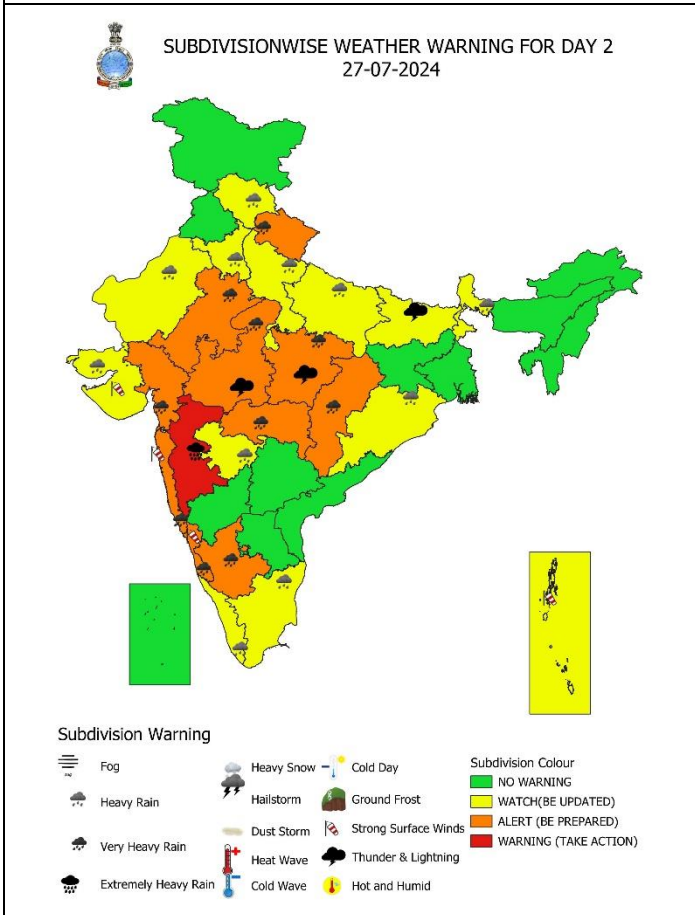 SUBDIVISIONWISE WEATHER WARNING FOR DAY 2
27-07-2024
Subdivision Warning
Fog
Heavy Rain
Very Heavy Rain
Extremely Heavy Rain
Heavy Snow
Hailstorm
Dust Storm
Heat Wave
Cold Wave
Cold Day
Ground Frost
Strong Surface Winds
Thunder & Lightning
Hot and Humid
Subdivision Colour
NO WARNING
WATCH(BE UPDATED)
ALERT (BE PREPARED)
WARNING (TAKE ACTION)